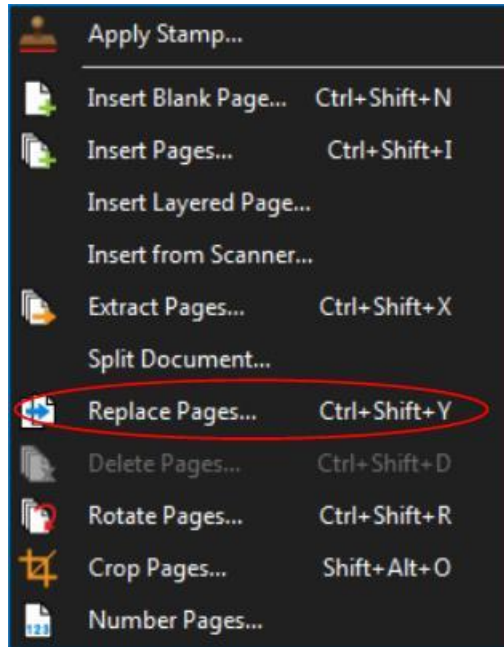 Apply Stamp...
Insert Blank Page... Ctrl+Shift+N
Insert Pages... Ctrl+Shift+I
Insert Layered Page...
Insert from Scanner...
Extract Pages... Ctrl+Shift+X
Split Document...
Replace Pages... Ctrl+Shift+Y
Delete Pages... Ctrl+Shift+D
Rotate Pages... Ctrl+Shift+R
Crop Pages... Shift+Alt+O
123 Number Pages...